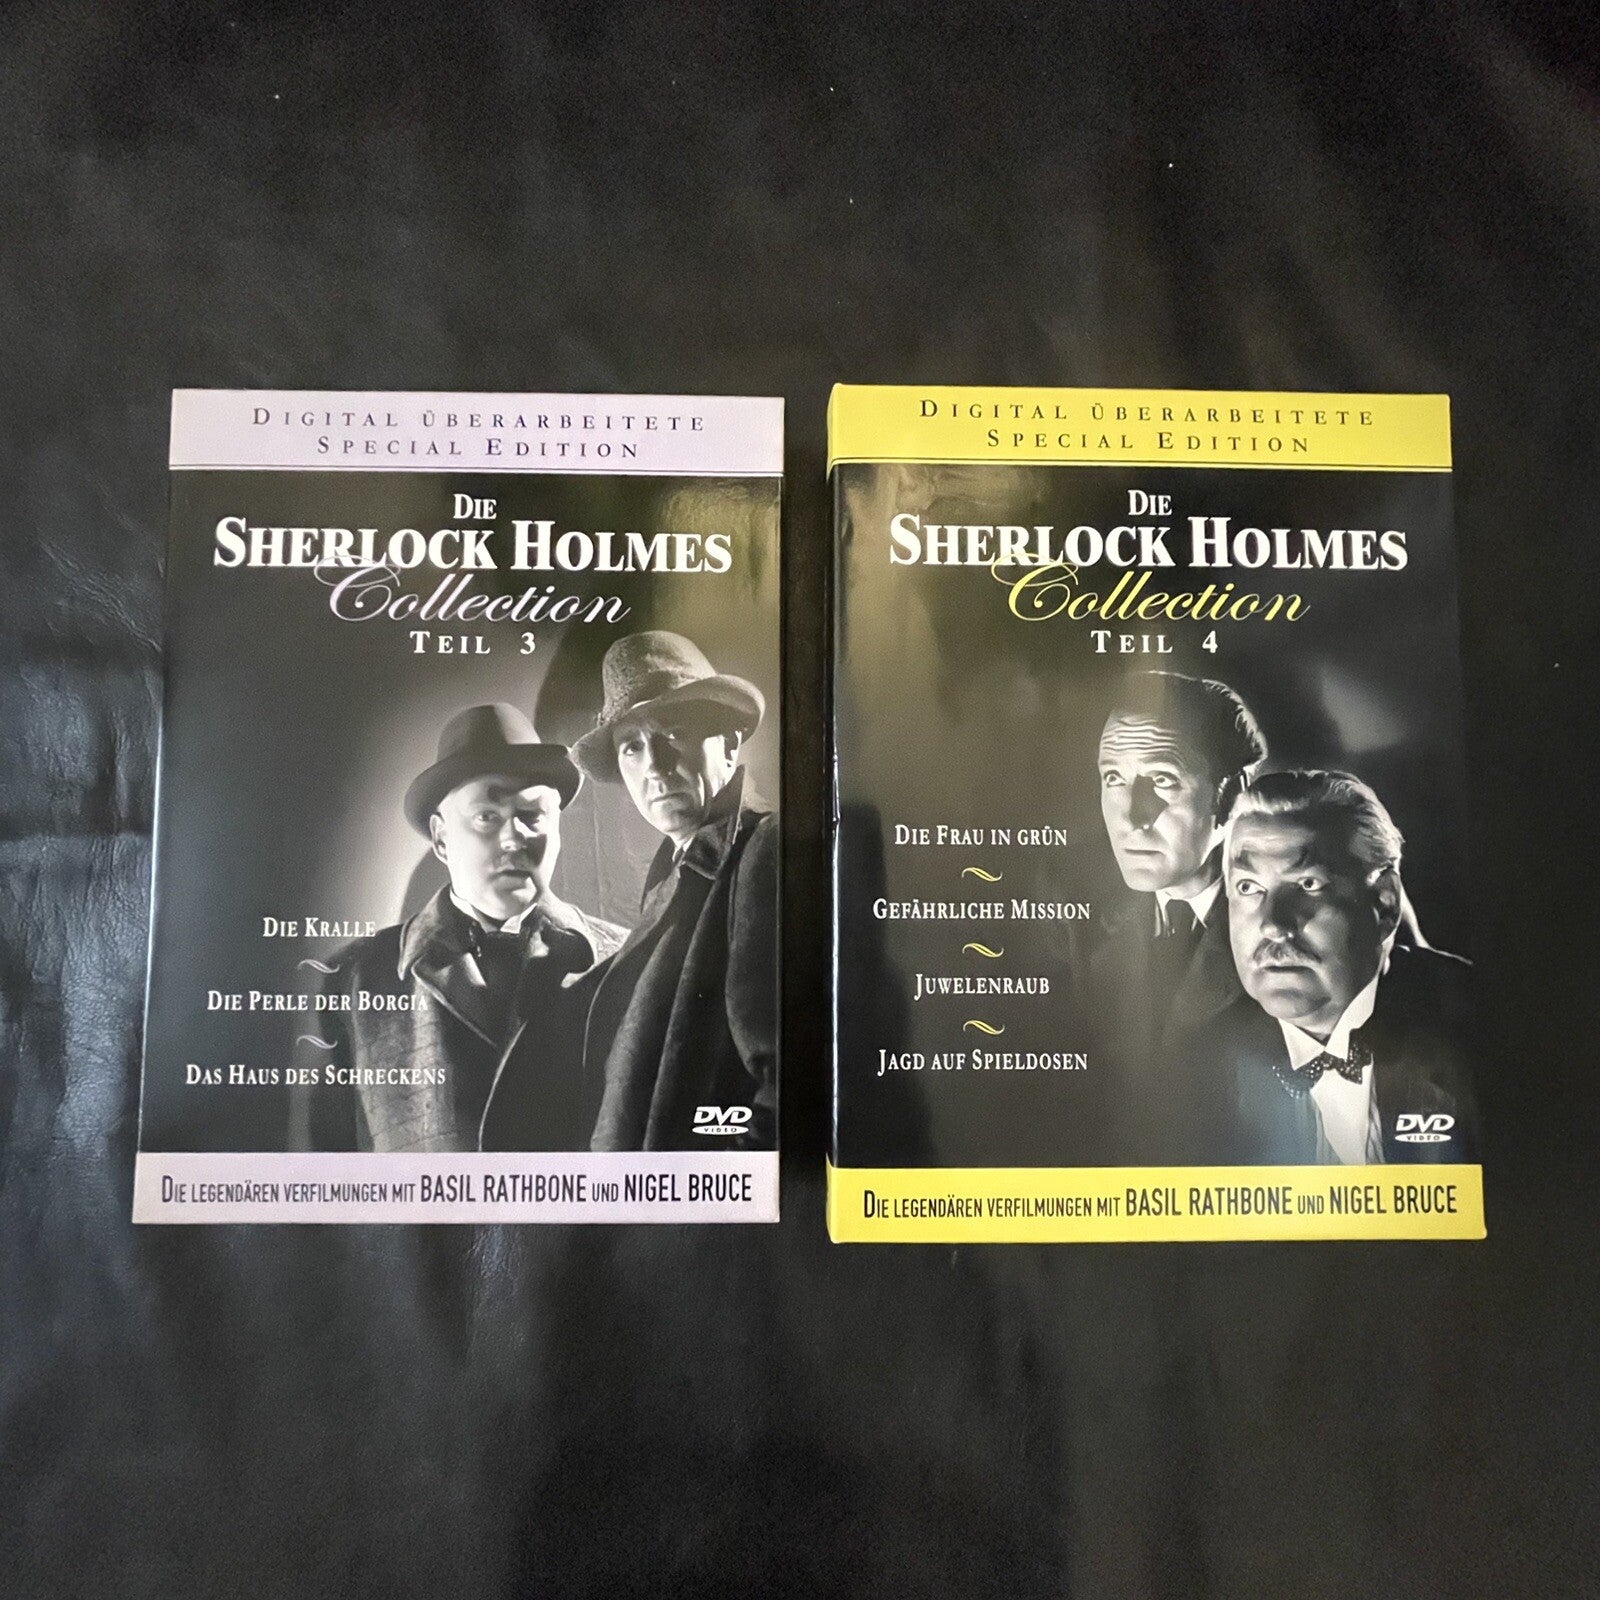 DIGITAL ÜBERARBEITETE
SPECIAL EDITION
DIE
SHERLOCK HOLMES
Collection
TEIL 3
DIE KRALLE
DIE PERLE DER BORGIA
DAS HAUS DES SCHRECKENS
DVD
VIDEO
DIE LEGENDÄREN VERFILMUNGEN MIT BASIL RATHBONE UND NIGEL BRUCE
DIGITAL ÜBERARBEITETE
SPECIAL EDITION
DIE
SHERLOCK HOLMES
Collection
TEIL 4
DIE FRAU IN GRÜN
GEFÄHRLICHE MISSION
JUWELENRAUB
JAGD AUF SPIELDOSEN
DVD
VIDEO
DIE LEGENDÄREN VERFILMUNGEN MIT BASIL RATHBONE UND NIGEL BRUCE